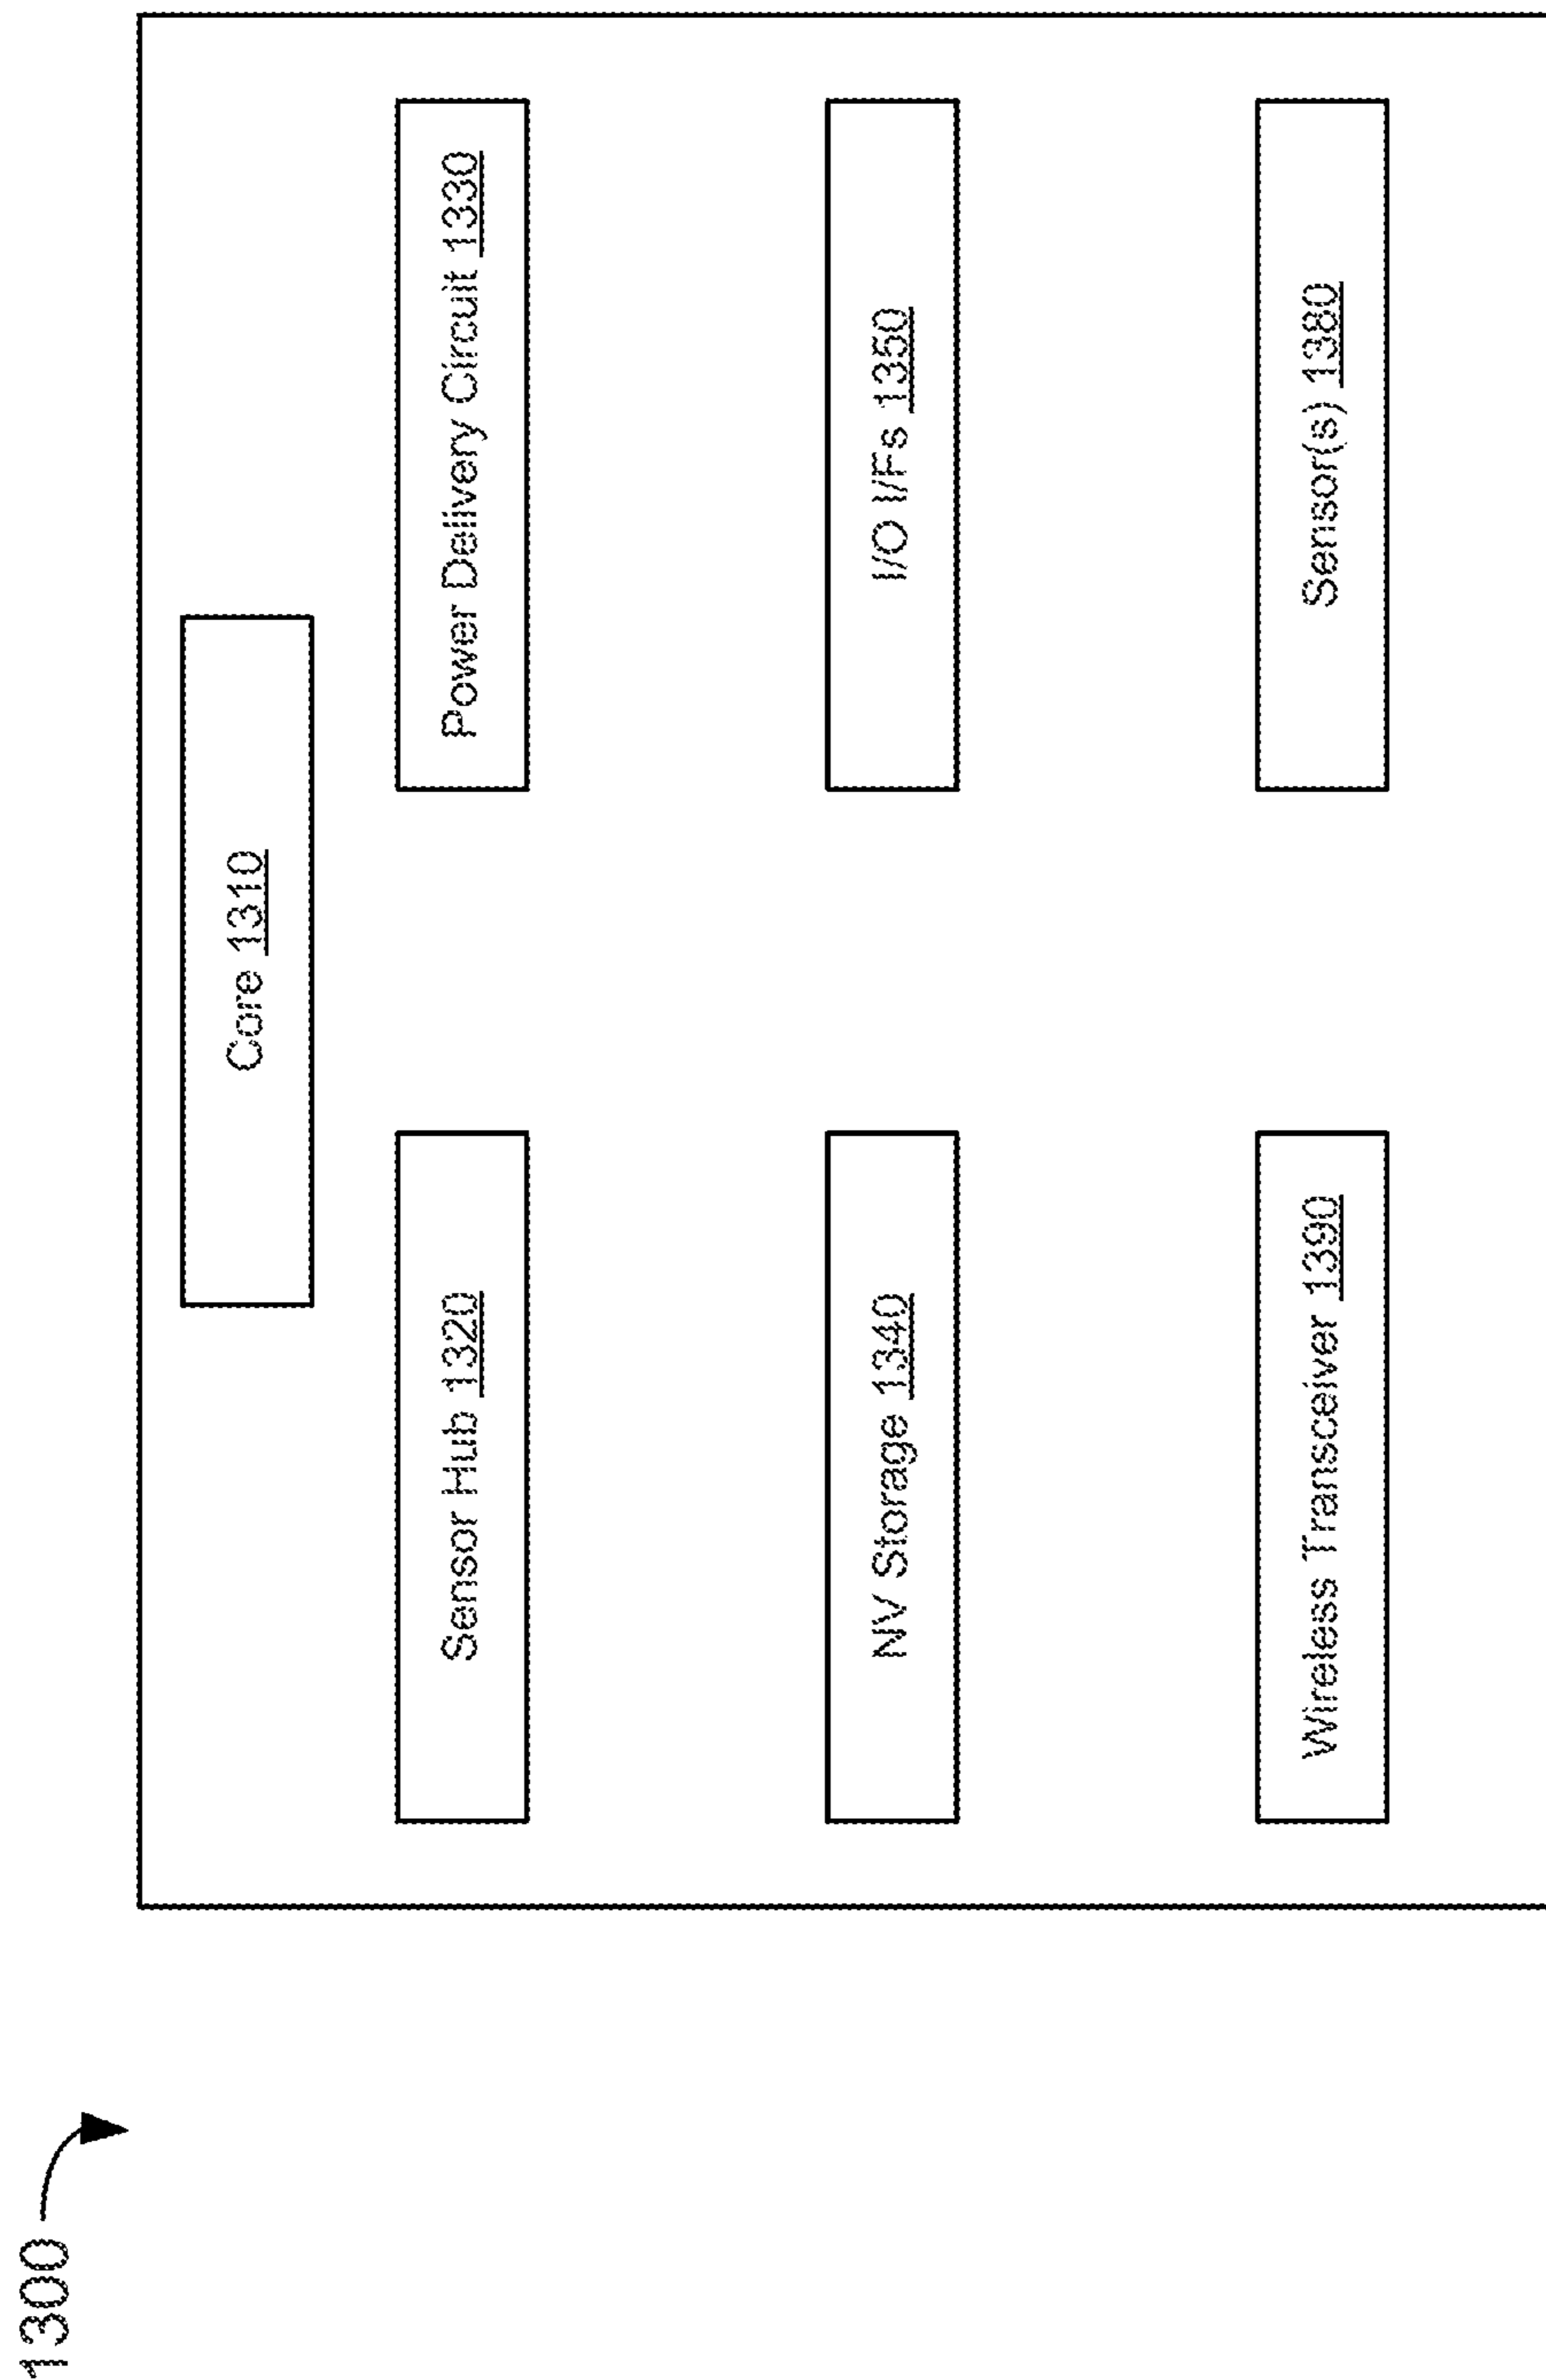 1300
Core 1310
Sensor Hub 1320
Power Delivery Circuit 1330
NV Storage 1340
I/O I/Fs 1350
Wireless Transceiver 1390
Sensor(s) 1380